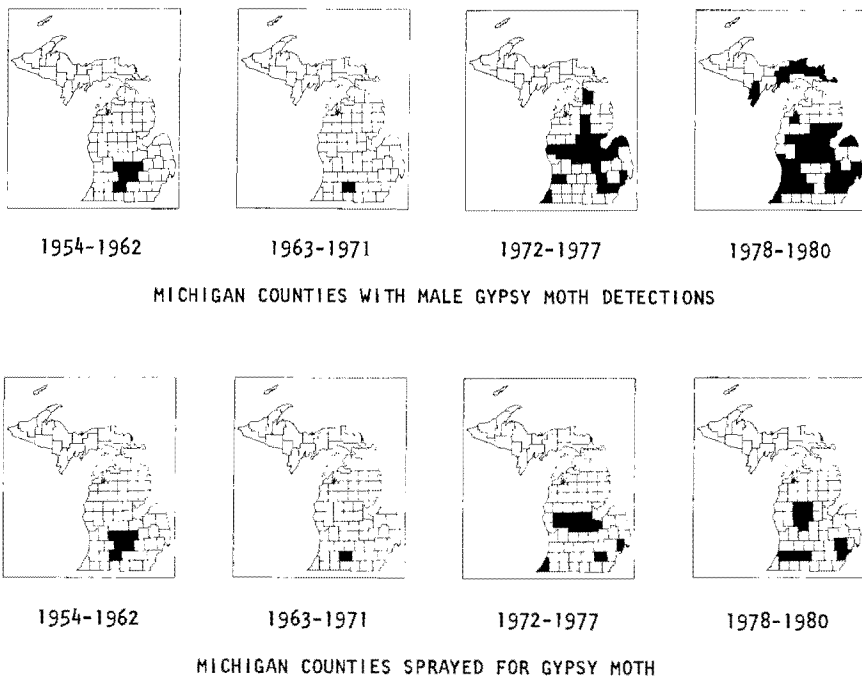 1954-1962 1963-1971 1972-1977 1978-1980
MICHIGAN COUNTIES WITH MALE GYPSY MOTH DETECTIONS
1954-1962 1963-1971 1972-1977 1978-1980
MICHIGAN COUNTIES SPRAYED FOR GYPSY MOTH